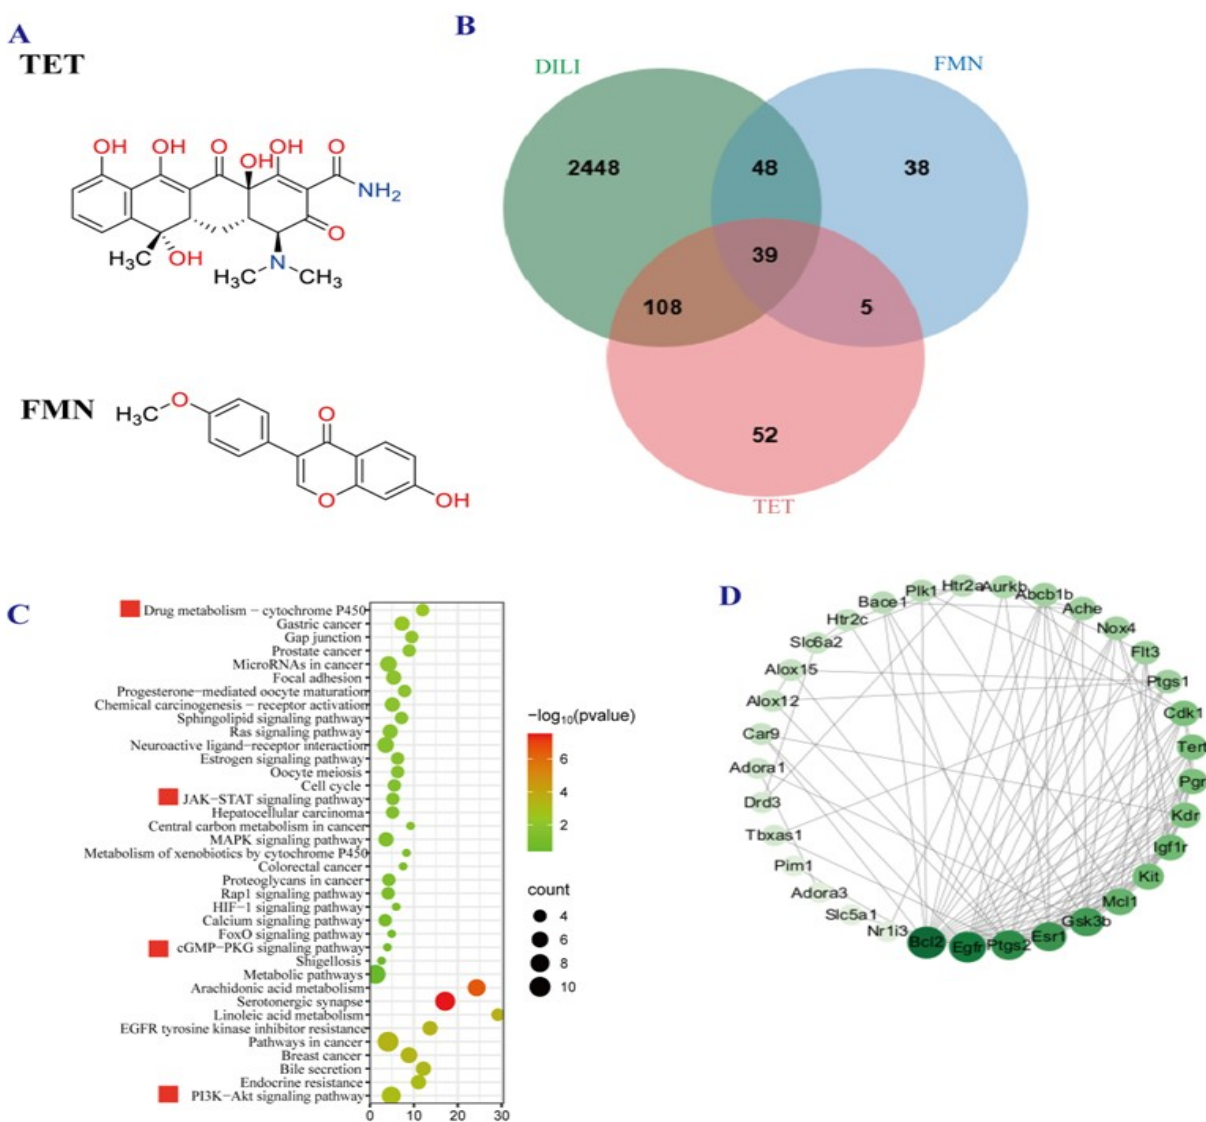 A
TET
OH OH O OH OH O
NH2
O
H3C OH
N
H3C CH3
FMN
H3C O
O
O
OH
B
DILI
FMN
2448
48
38
39
108
5
52
TET
C
Drug metabolism − cytochrome P450
Gastric cancer
Gap junction
Prostate cancer
MicroRNAs in cancer
Focal adhesion
Progesterone−mediated oocyte maturation
Chemical carcinogenesis − receptor activation
Sphingolipid signaling pathway
Ras signaling pathway
Neuroactive ligand−receptor interaction
Estrogen signaling pathway
Oocyte meiosis
Cell cycle
JAK−STAT signaling pathway
Hepatocellular carcinoma
Central carbon metabolism in cancer
MAPK signaling pathway
Metabolism of xenobiotics by cytochrome P450
Colorectal cancer
Proteoglycans in cancer
Rap1 signaling pathway
HIF−1 signaling pathway
Calcium signaling pathway
FoxO signaling pathway
cGMP−PKG signaling pathway
Shigellosis
Metabolic pathways
Arachidonic acid metabolism
Serotonergic synapse
Linoleic acid metabolism
EGFR tyrosine kinase inhibitor resistance
Pathways in cancer
Breast cancer
Bile secretion
Endocrine resistance
PI3K−Akt signaling pathway
0 10 20 30
−log10(pvalue)
6
4
2
count
4
6
8
10
D
Htr2a
Aurkb
Abcb1b
Ache
Nox4
Flt3
Ptgs1
Cdk1
Tert
Pgr
Kdr
Igf1r
Kit
Mcl1
Gsk3b
Esr1
Ptgs2
Egfr
Bcl2
Nr1i3
Slc5a1
Adora3
Pim1
Tbxas1
Drd3
Adora1
Car9
Alox12
Alox15
Slc6a2
Htr2c
Bace1
Plk1